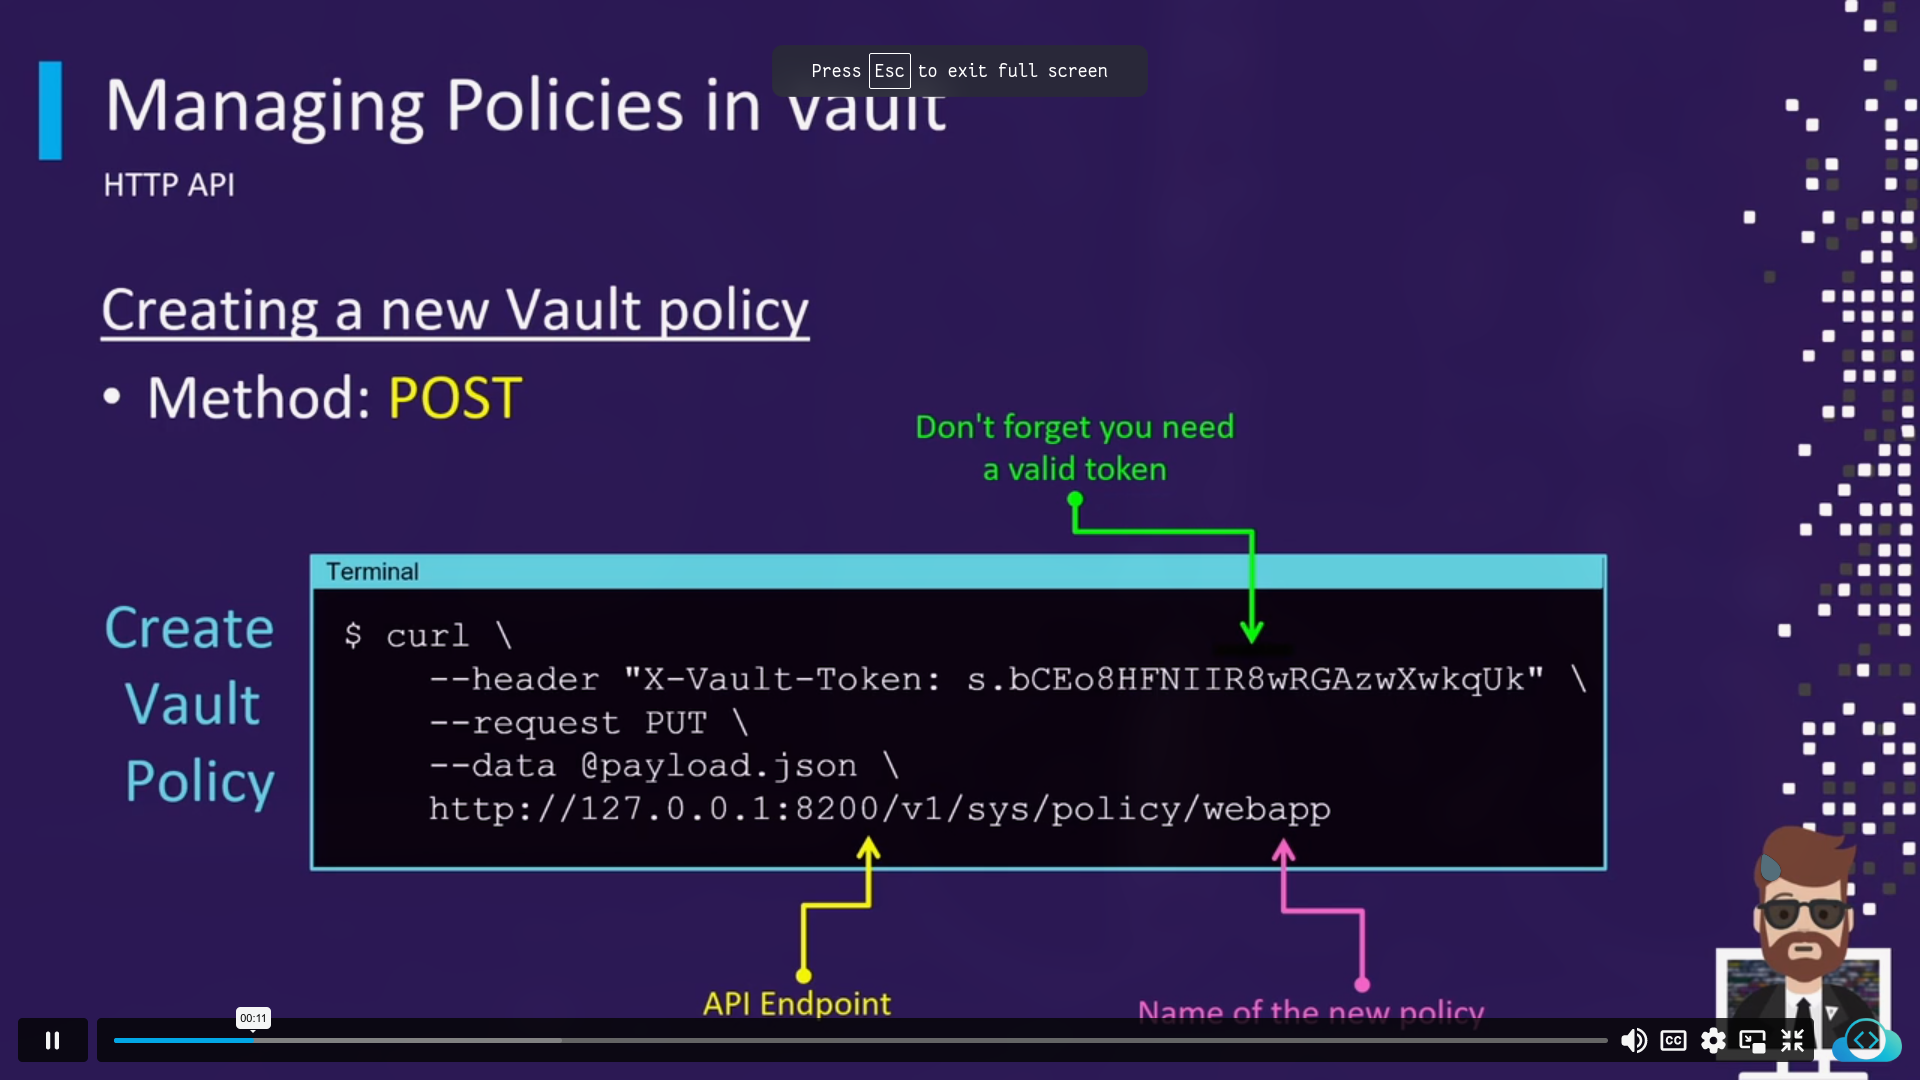 Press Esc to exit full screen
Managing Policies in Vault
HTTP API
Creating a new Vault policy
• Method: POST
Don't forget you need
a valid token
Terminal
Create
Vault
Policy
$ curl \
--header "X-Vault-Token: s.bCEo8HFNIIR8wRGAzwXwkqUk" \
--request PUT \
--data @payload.json \
http://127.0.0.1:8200/v1/sys/policy/webapp
API Endpoint
Name of the new policy
00:11
CC